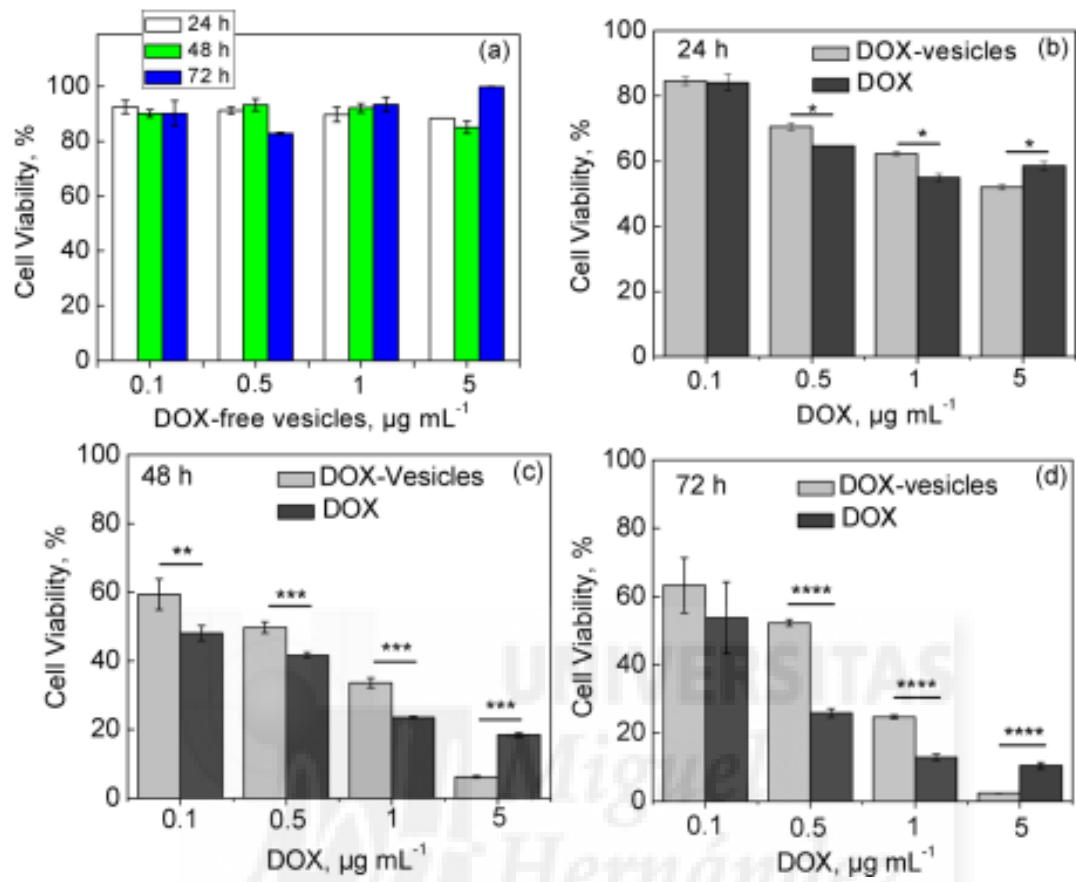 24 h
48 h
72 h
(a)
Cell Viability, %
100
80
60
40
20
0
0.1 0.5 1 5
DOX-free vesicles, µg mL⁻¹
24 h
DOX-vesicles
DOX
(b)
Cell Viability, %
100
80
60
40
20
0
* * *
0.1 0.5 1 5
DOX, µg mL⁻¹
48 h
DOX-Vesicles
DOX
(c)
Cell Viability, %
100
80
60
40
20
0
** *** *** ***
0.1 0.5 1 5
DOX, µg mL⁻¹
72 h
DOX-vesicles
DOX
(d)
Cell Viability, %
100
80
60
40
20
0
**** **** ****
0.1 0.5 1 5
DOX, µg mL⁻¹
UNIVERSITAS
Miguel
Hernández